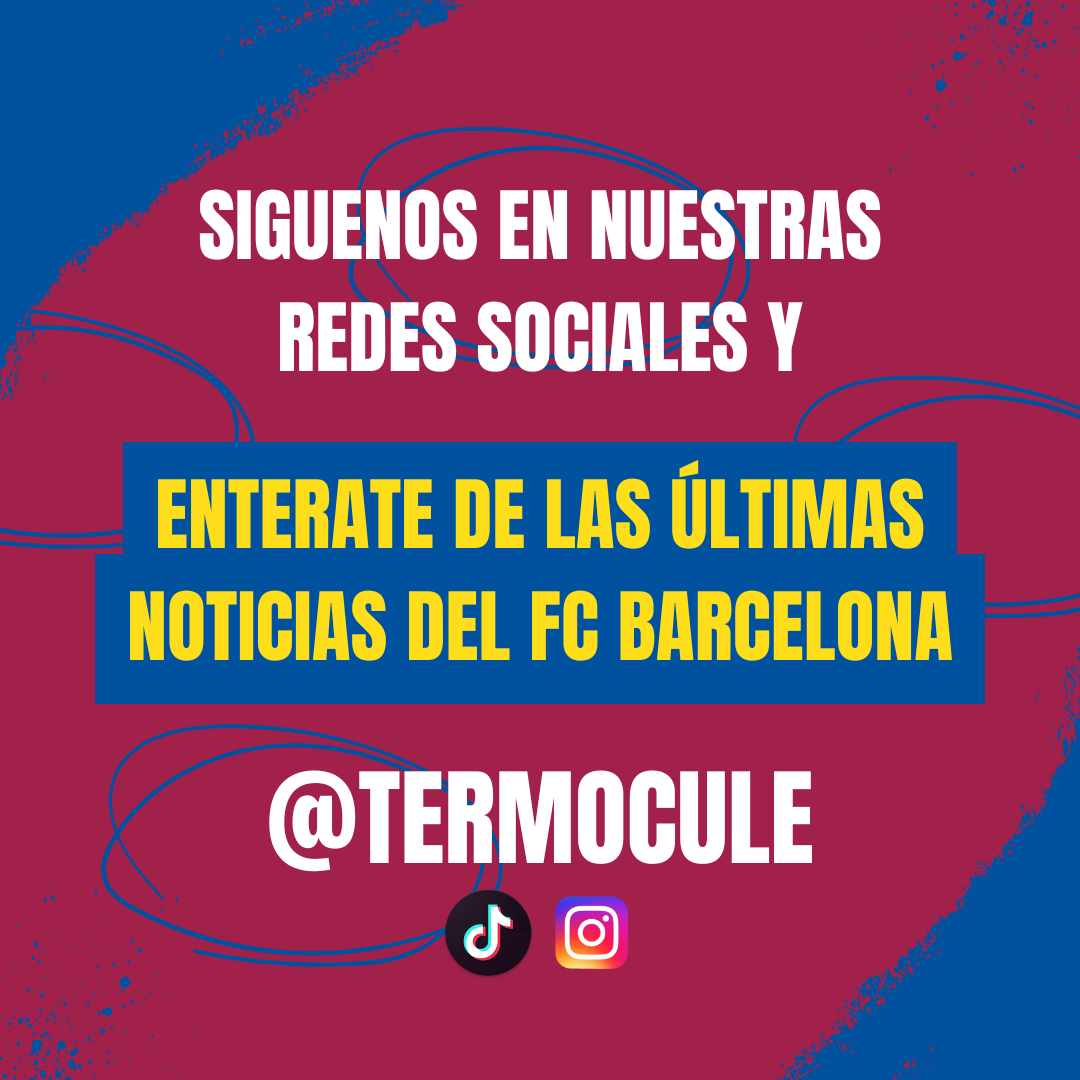 SIGUENOS EN NUESTRAS
REDES SOCIALES Y
ENTERATE DE LAS ÚLTIMAS
NOTICIAS DEL FC BARCELONA
@TERMOCULE